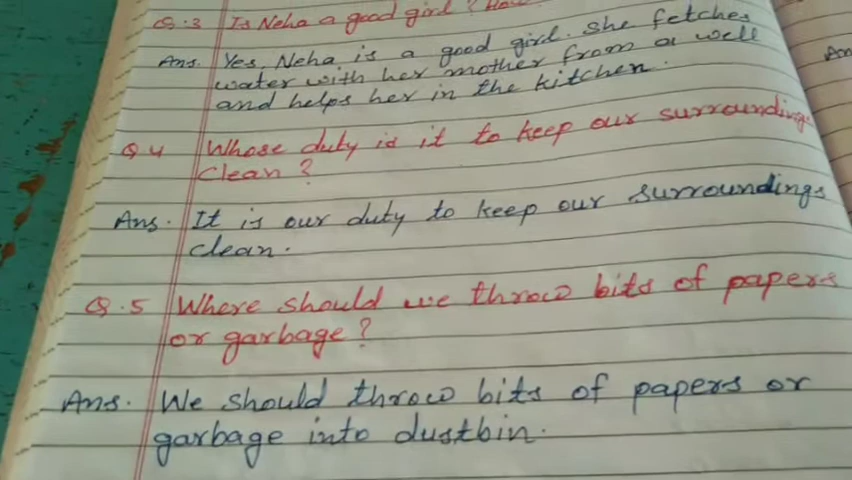 Q.3 Is Neha a good girl? How
Ans. Yes, Neha is a good girl. She fetches
water with her mother from a well
and helps her in the kitchen.
Q 4 Whose duty is it to keep our surroundings
clean?
Ans. It is our duty to keep our surroundings
clean.
Q.5 Where should we throw bits of papers
or garbage?
Ans. We should throw bits of papers or
garbage into dustbin.